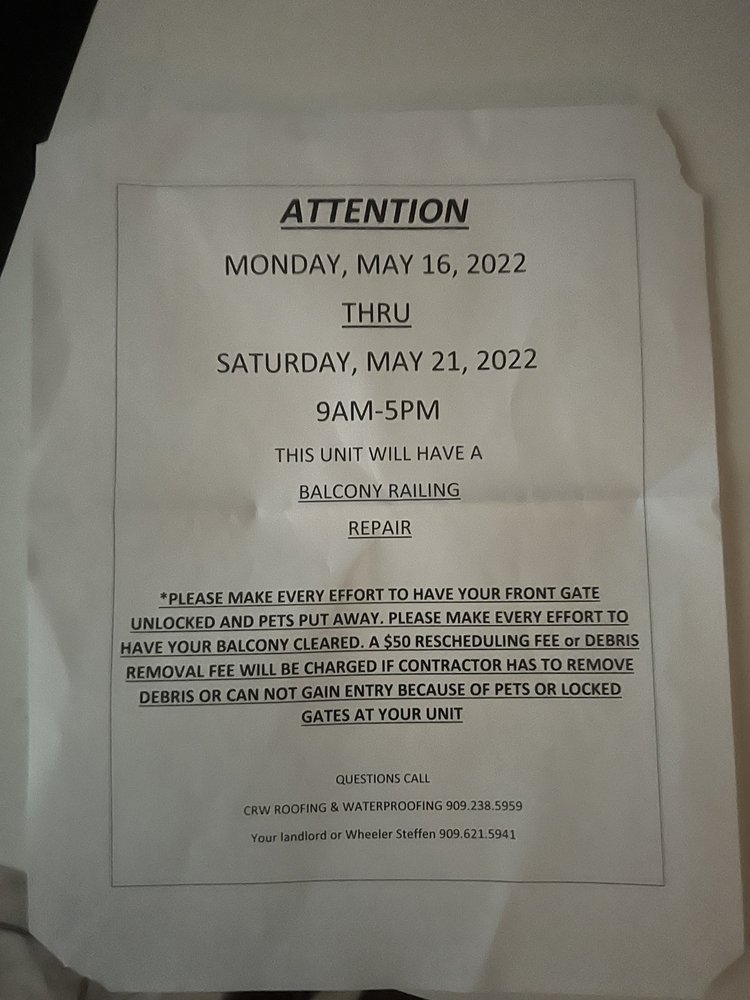 ATTENTION
MONDAY, MAY 16, 2022
THRU
SATURDAY, MAY 21, 2022
9AM-5PM
THIS UNIT WILL HAVE A
BALCONY RAILING
REPAIR
*PLEASE MAKE EVERY EFFORT TO HAVE YOUR FRONT GATE
UNLOCKED AND PETS PUT AWAY. PLEASE MAKE EVERY EFFORT TO
HAVE YOUR BALCONY CLEARED. A $50 RESCHEDULING FEE or DEBRIS
REMOVAL FEE WILL BE CHARGED IF CONTRACTOR HAS TO REMOVE
DEBRIS OR CAN NOT GAIN ENTRY BECAUSE OF PETS OR LOCKED
GATES AT YOUR UNIT
QUESTIONS CALL
CRW ROOFING & WATERPROOFING 909.238.5959
Your landlord or Wheeler Steffen 909.621.5941